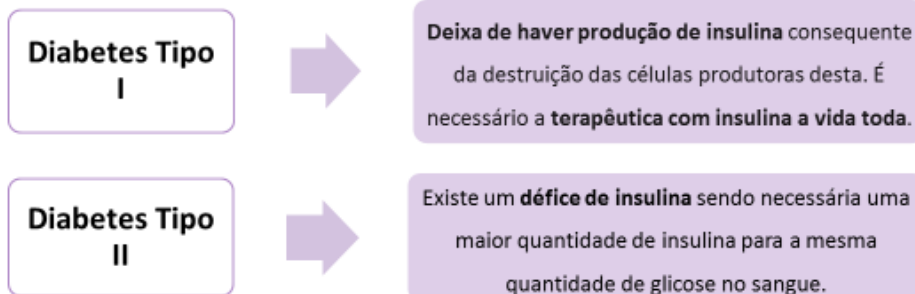 Diabetes Tipo
I
Deixa de haver produção de insulina consequente
da destruição das células produtoras desta. É
necessário a terapêutica com insulina a vida toda.
Diabetes Tipo
II
Existe um défice de insulina sendo necessária uma
maior quantidade de insulina para a mesma
quantidade de glicose no sangue.